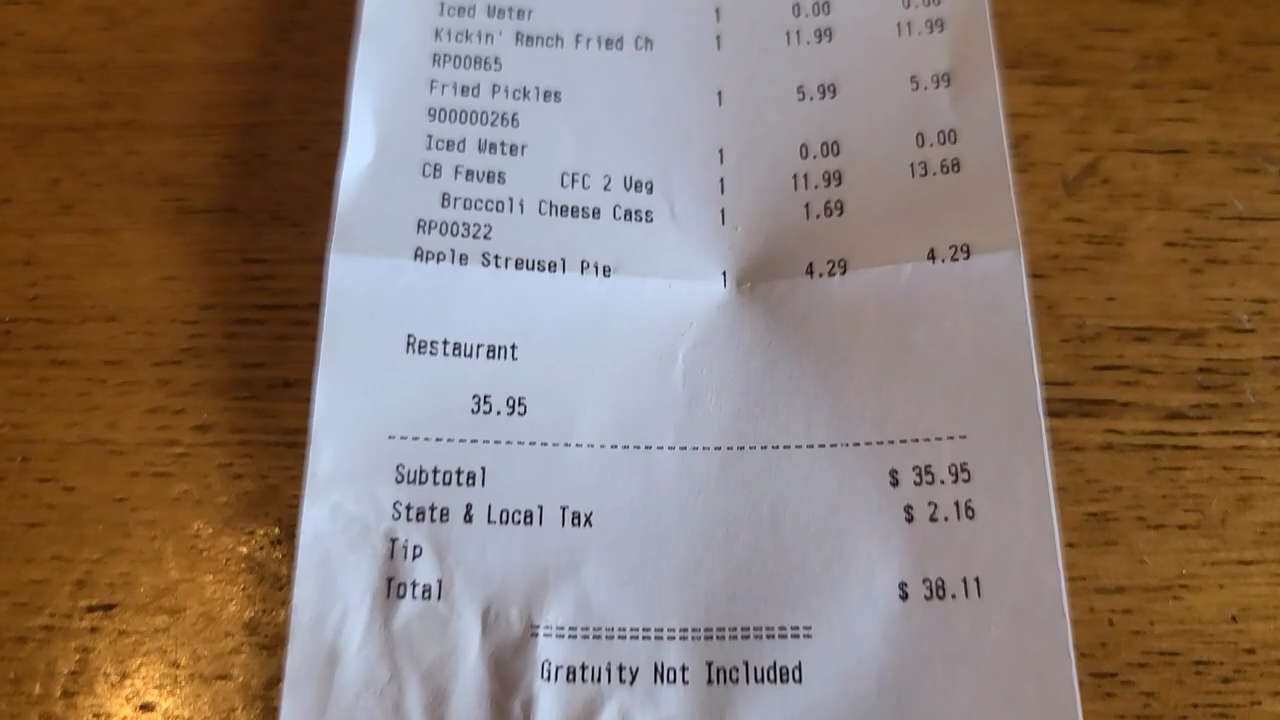 Iced Water 1 0.00 0.00
Kickin' Ranch Fried Ch 1 11.99 11.99
RP00865
Fried Pickles 1 5.99 5.99
900000266
Iced Water 1 0.00 0.00
CB Faves CFC 2 Veg 1 11.99 13.68
Broccoli Cheese Cass 1 1.69
RP00322
Apple Streusel Pie 1 4.29 4.29
Restaurant
35.95
Subtotal $ 35.95
State & Local Tax $ 2.16
Tip
Total $ 38.11
Gratuity Not Included